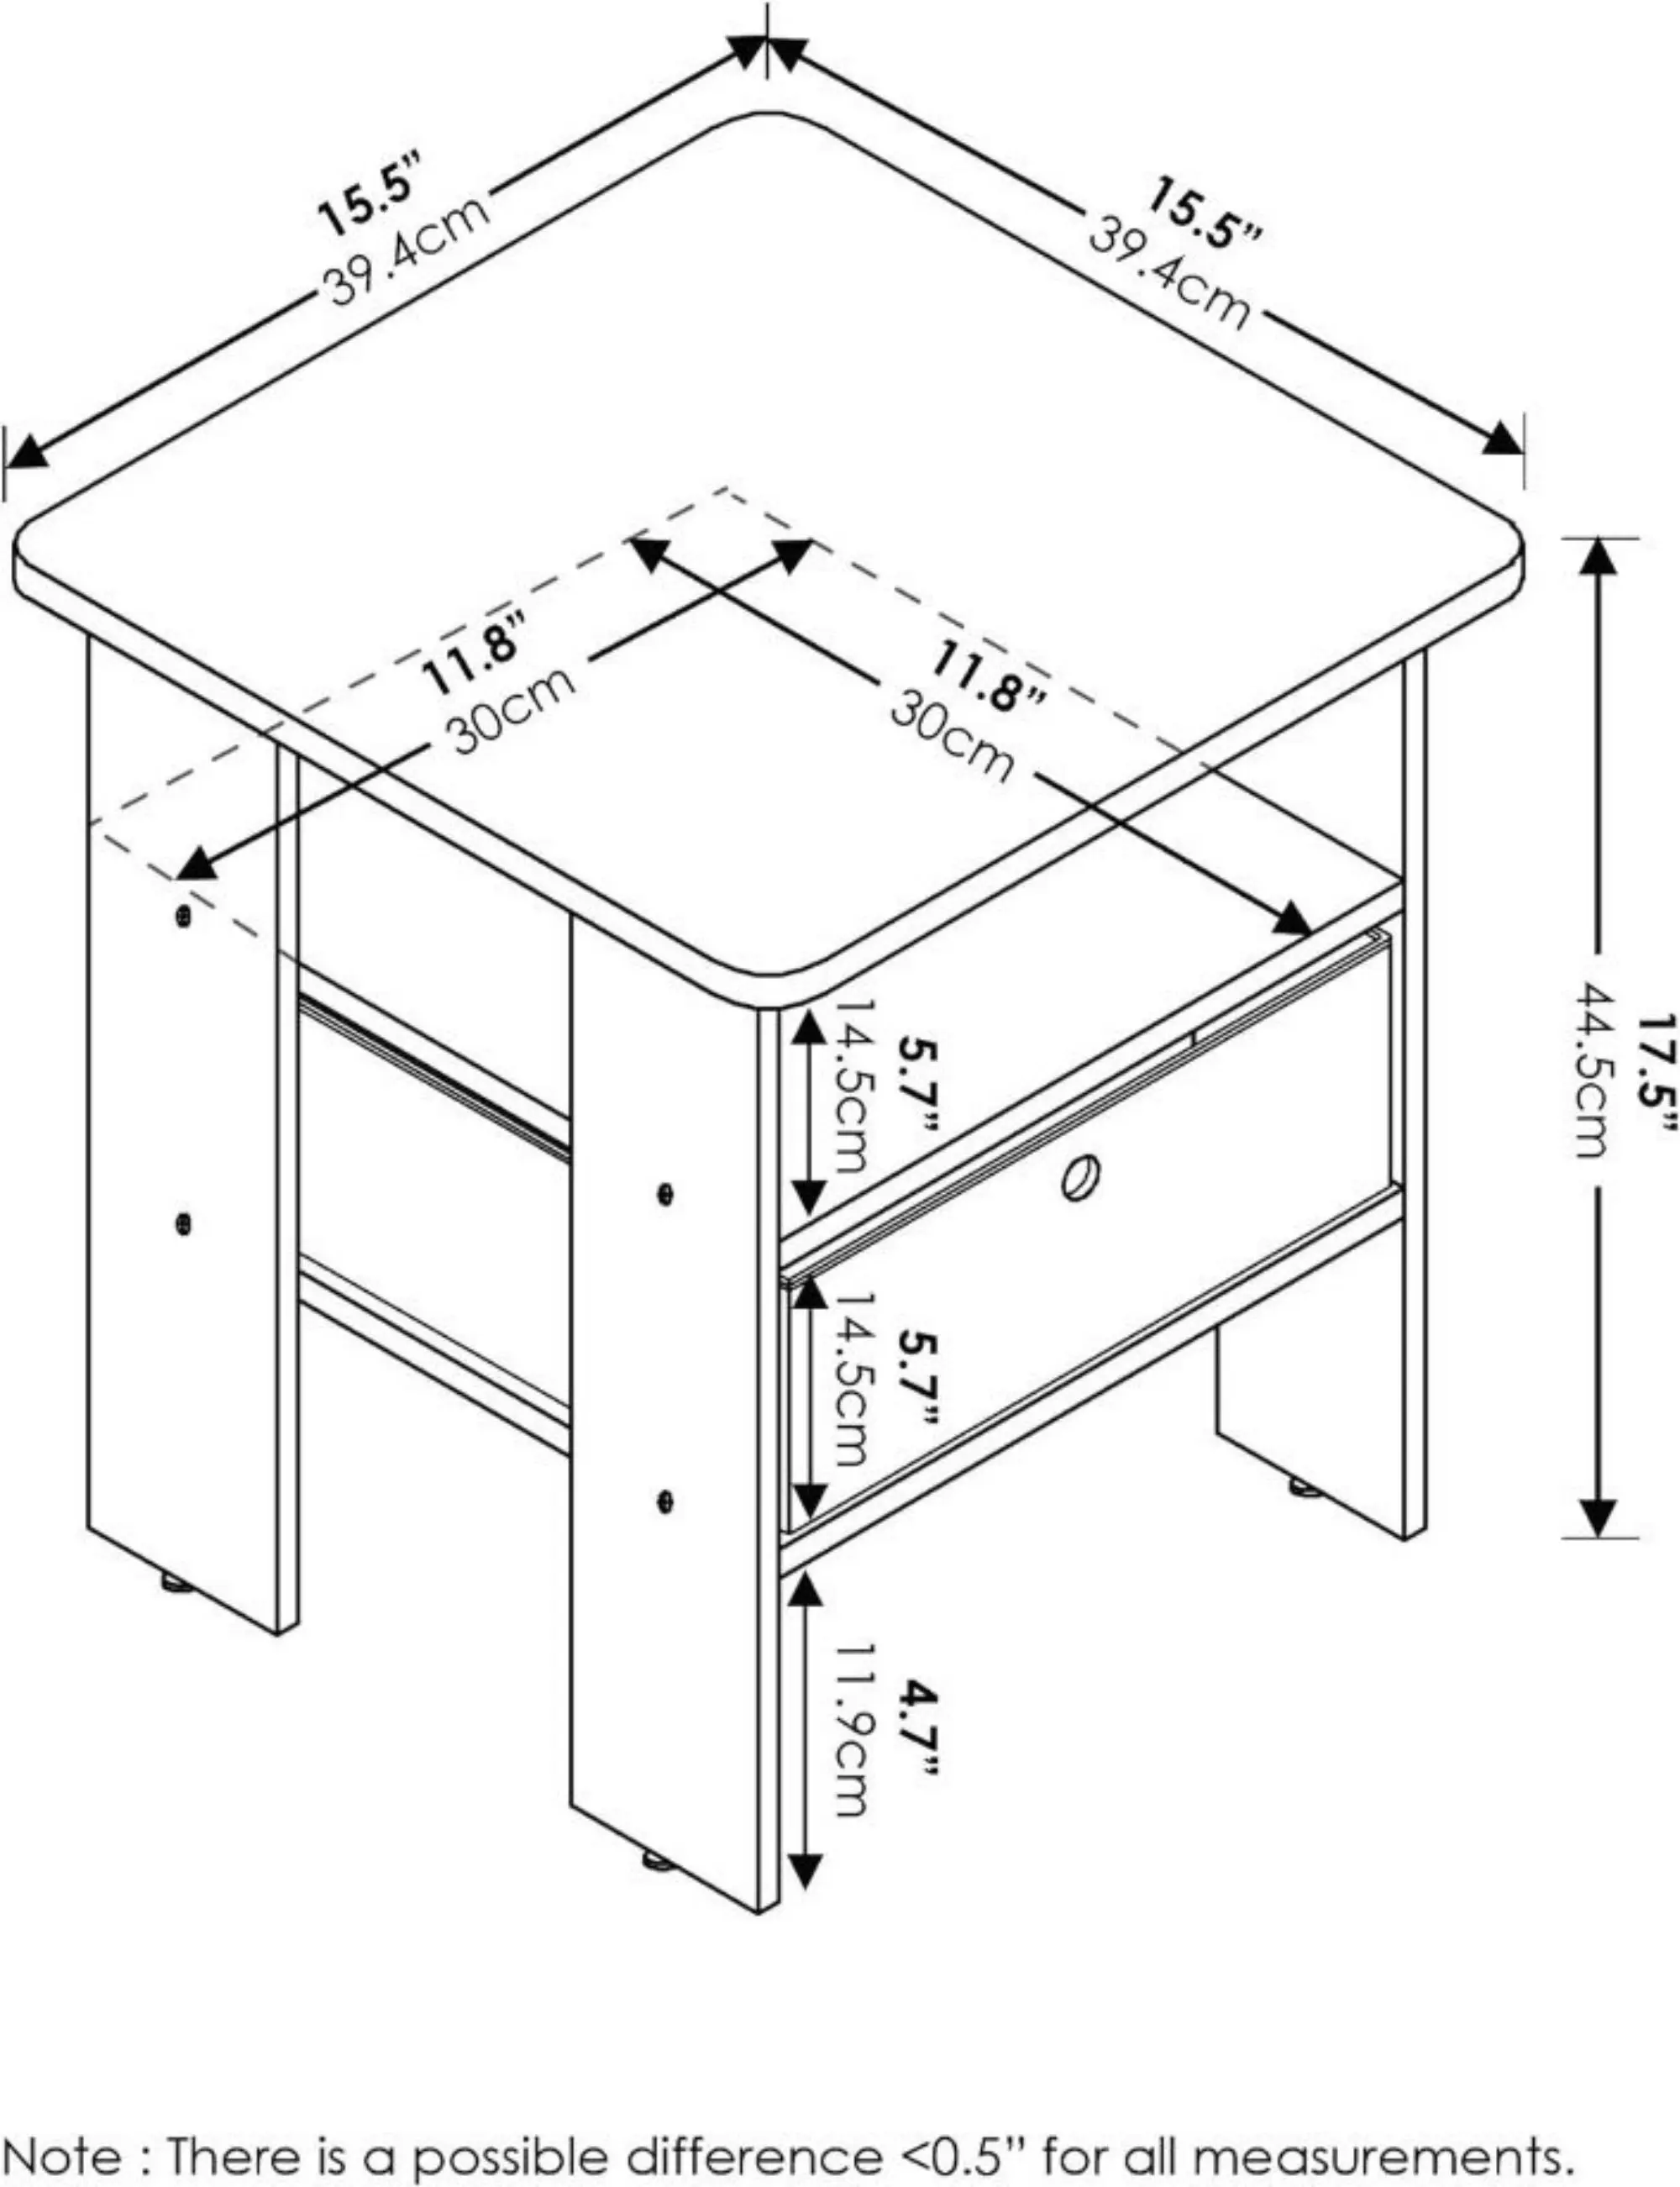 15.5”
39.4cm
15.5”
39.4cm
11.8”
30cm
11.8”
30cm
5.7”
14.5cm
5.7”
14.5cm
4.7”
11.9cm
17.5”
44.5cm
Note : There is a possible difference <0.5” for all measurements.